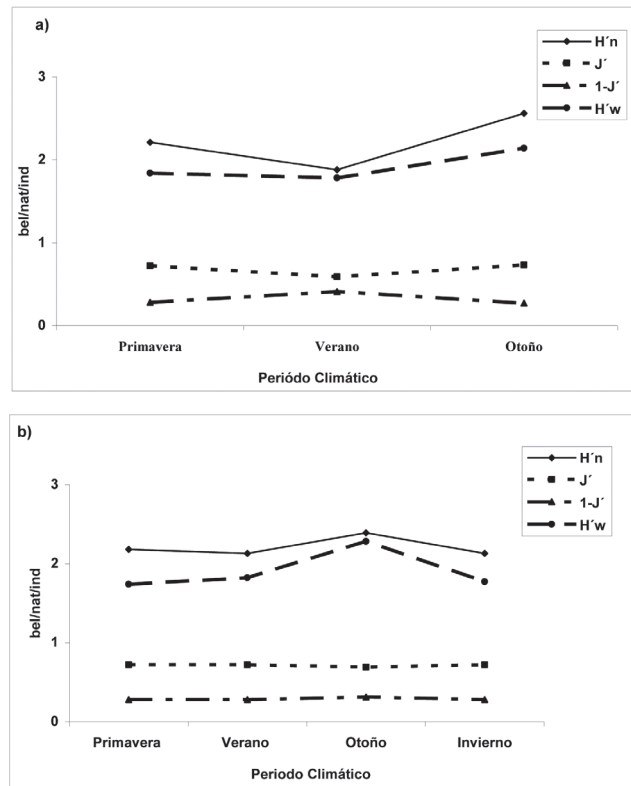 a)
H´n
J´
1-J´
H´w
3
2
1
0
bel/nat/ind
Primavera Verano Otoño
Periódo Climático
b)
H´n
J´
1-J´
H´w
3
2
1
0
bel/nat/ind
Primavera Verano Otoño Invierno
Periodo Climático